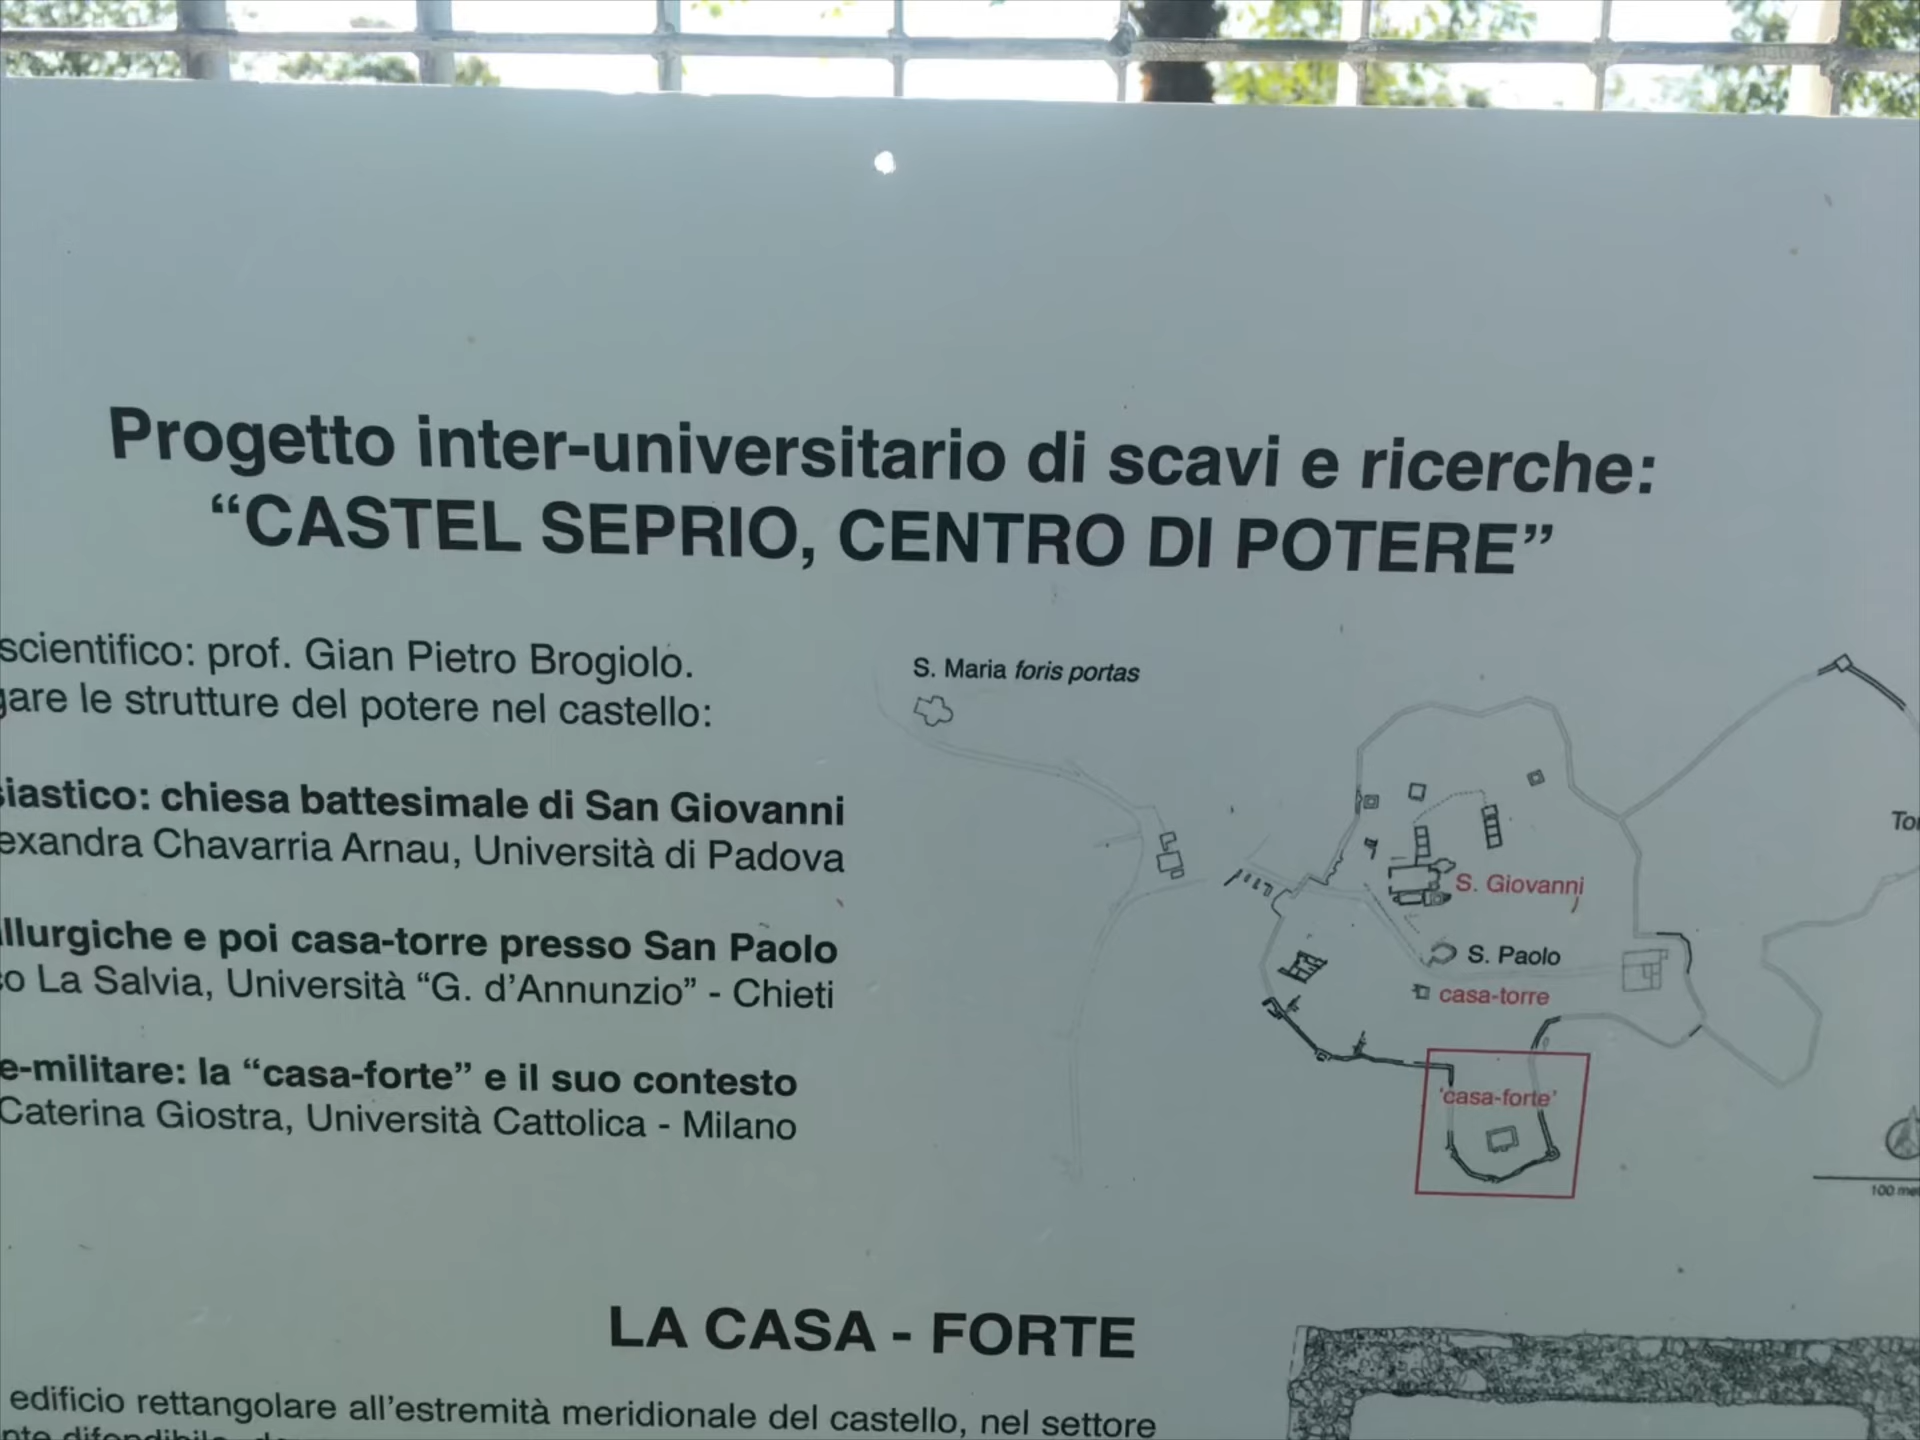 Progetto inter-universitario di scavi e ricerche:
“CASTEL SEPRIO, CENTRO DI POTERE”
scientifico: prof. Gian Pietro Brogiolo.
gare le strutture del potere nel castello:
siastico: chiesa battesimale di San Giovanni
exandra Chavarria Arnau, Università di Padova
llurgiche e poi casa-torre presso San Paolo
co La Salvia, Università “G. d’Annunzio” - Chieti
e-militare: la “casa-forte” e il suo contesto
Caterina Giostra, Università Cattolica - Milano
S. Maria foris portas
S. Giovanni
S. Paolo
casa-torre
‘casa-forte’
100 me
LA CASA - FORTE
edificio rettangolare all’estremità meridionale del castello, nel settore